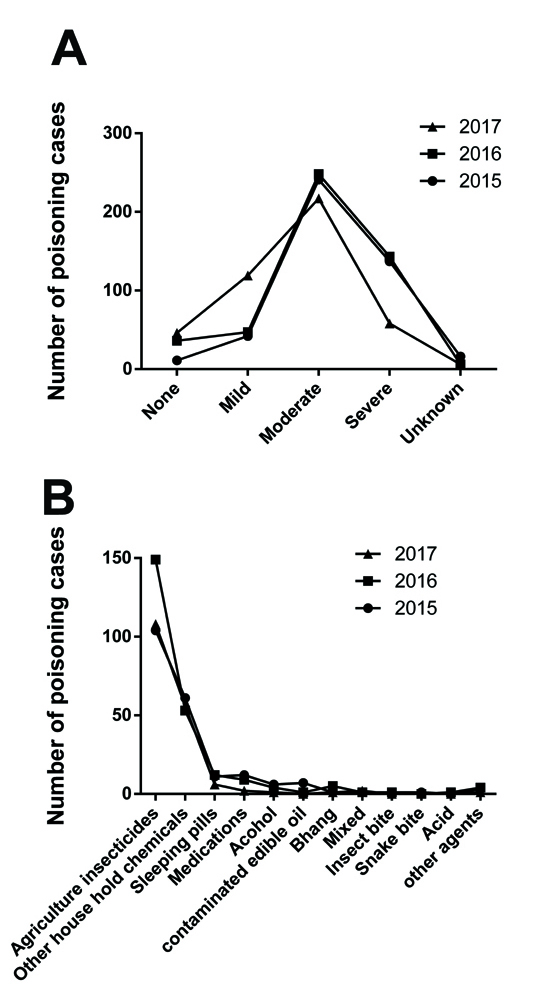 A
Number of poisoning cases
300
200
100
0
2017
2016
2015
None
Mild
Moderate
Severe
Unknown
B
Number of poisoning cases
150
100
50
0
2017
2016
2015
Agriculture insecticides
Other house hold chemicals
Sleeping pills
Medications
Acohol
contaminated edible oil
Bhang
Mixed
Insect bite
Snake bite
Acid
other agents